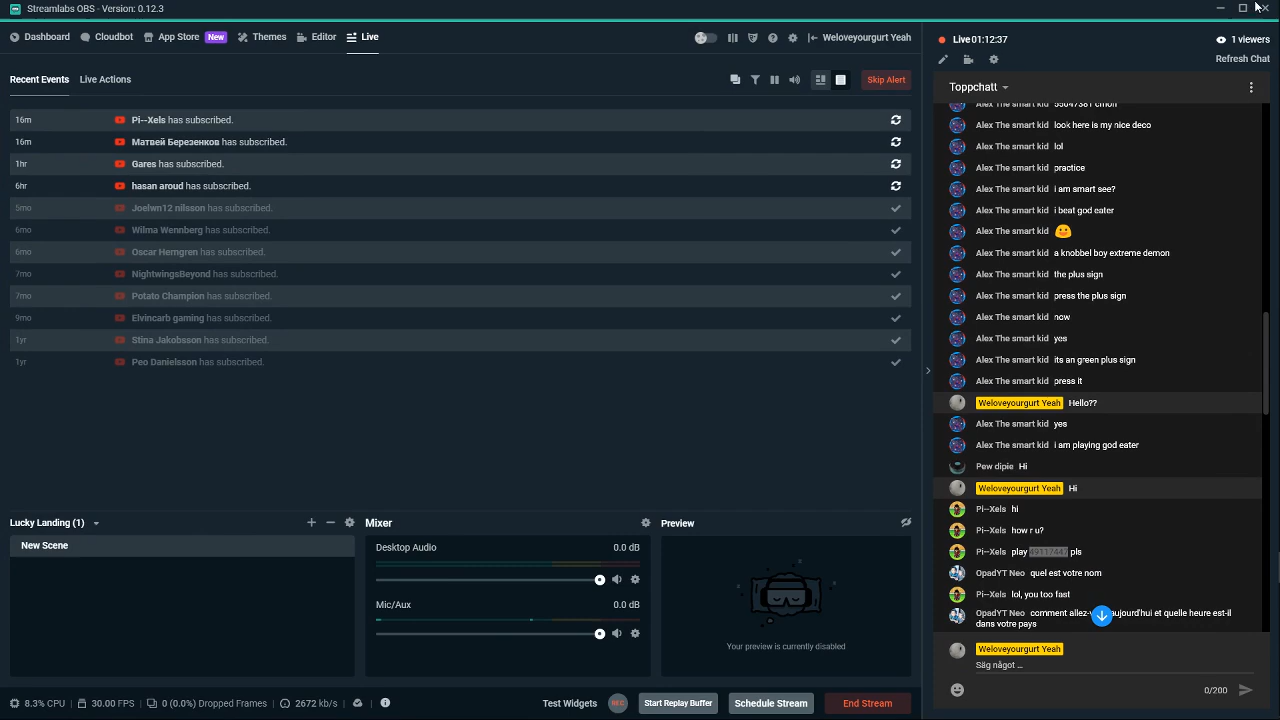 Streamlabs OBS - Version: 0.12.3
Dashboard Cloudbot App Store New Themes Editor Live Weloveyourgurt Yeah
Live 01:12:37 1 viewers
Refresh Chat
Recent Events Live Actions Skip Alert
16m Pi--Xels has subscribed.
16m Матвей Березенков has subscribed.
1hr Gares has subscribed.
6hr hasan aroud has subscribed.
5mo Joelwn12 nilsson has subscribed.
6mo Wilma Wennberg has subscribed.
6mo Oscar Hemgren has subscribed.
7mo NightwingsBeyond has subscribed.
7mo Potato Champion has subscribed.
9mo Elvincarb gaming has subscribed.
1yr Stina Jakobsson has subscribed.
1yr Peo Danielsson has subscribed.
Lucky Landing (1)
New Scene
Mixer
Desktop Audio 0.0 dB
Mic/Aux 0.0 dB
Preview
Your preview is currently disabled
Toppchatt
Alex The smart kid cmon
Alex The smart kid look here is my nice deco
Alex The smart kid lol
Alex The smart kid practice
Alex The smart kid i am smart see?
Alex The smart kid i beat god eater
Alex The smart kid
Alex The smart kid a knobbel boy extreme demon
Alex The smart kid the plus sign
Alex The smart kid press the plus sign
Alex The smart kid now
Alex The smart kid yes
Alex The smart kid its an green plus sign
Alex The smart kid press it
Weloveyourgurt Yeah Hello??
Alex The smart kid yes
Alex The smart kid i am playing god eater
Pew dipie Hi
Weloveyourgurt Yeah Hi
Pi--Xels hi
Pi--Xels how r u?
Pi--Xels play pls
OpadYT Neo quel est votre nom
Pi--Xels lol, you too fast
OpadYT Neo comment aujourd'hui et quelle heure est-il
dans votre pays
Weloveyourgurt Yeah
Säg något ...
0/200
8.3% CPU 30.00 FPS 0 (0.0%) Dropped Frames 2672 kb/s Test Widgets REC Start Replay Buffer Schedule Stream End Stream